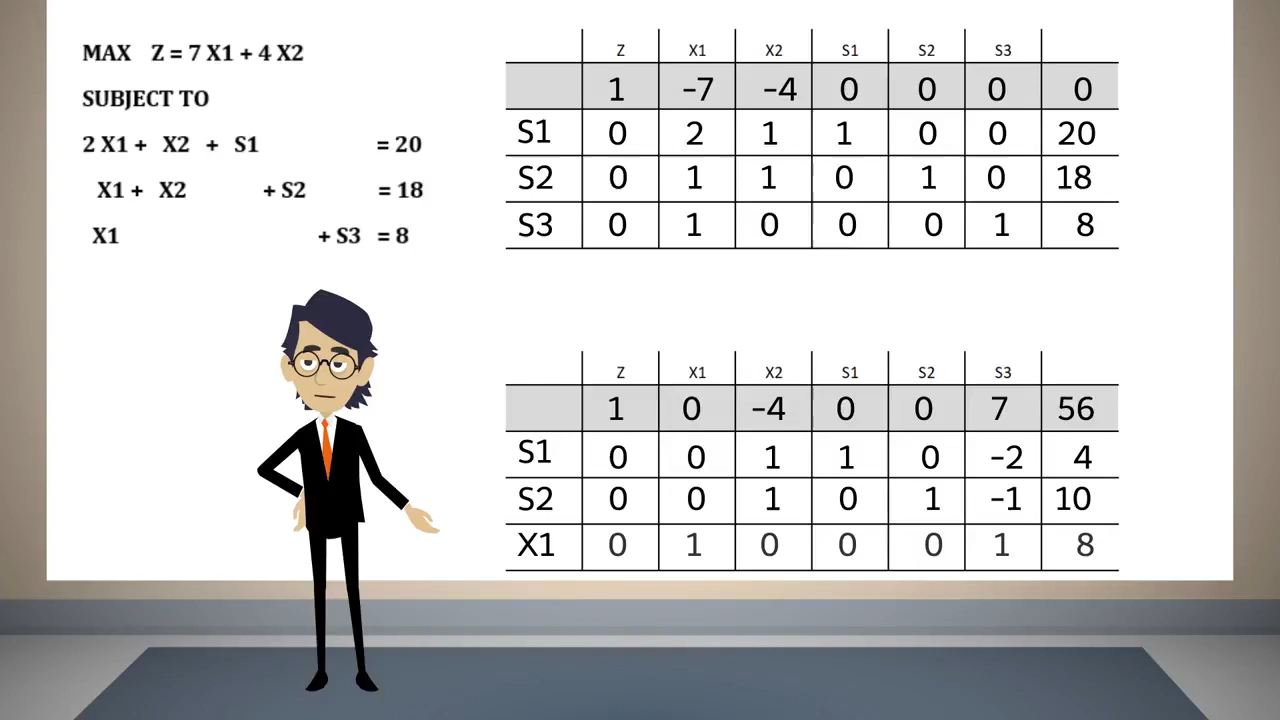 MAX Z = 7 X1 + 4 X2
SUBJECT TO
2 X1 + X2 + S1 = 20
X1 + X2 + S2 = 18
X1 + S3 = 8
Z X1 X2 S1 S2 S3
1 -7 -4 0 0 0 0
S1 0 2 1 1 0 0 20
S2 0 1 1 0 1 0 18
S3 0 1 0 0 0 1 8
Z X1 X2 S1 S2 S3
1 0 -4 0 0 7 56
S1 0 0 1 1 0 -2 4
S2 0 0 1 0 1 -1 10
X1 0 1 0 0 0 1 8